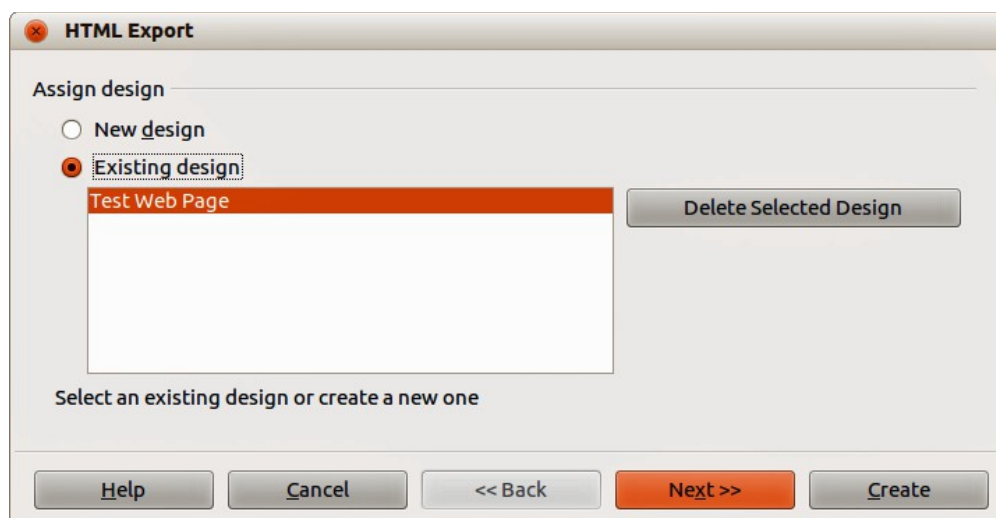 HTML Export
Assign design
New design
Existing design
Test Web Page
Delete Selected Design
Select an existing design or create a new one
Help Cancel << Back Next >> Create